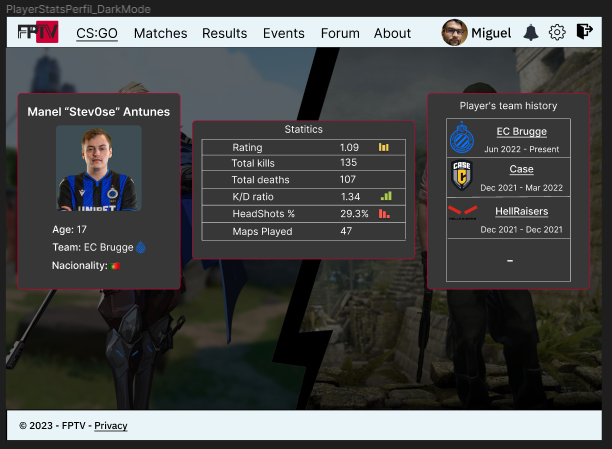 PlayerStatsPerfil_DarkMode
FPTV CS:GO Matches Results Events Forum About Miguel
Manel “Stev0se” Antunes
UNIBET
Age: 17
Team: EC Brugge
Nacionality:
Statitics
Rating 1.09
Total kills 135
Total deaths 107
K/D ratio 1.34
HeadShots % 29.3%
Maps Played 47
Player's team history
EC Brugge
Jun 2022 - Present
CASE
Case
Dec 2021 - Mar 2022
HellRaisers
Dec 2021 - Dec 2021
–
© 2023 - FPTV - Privacy